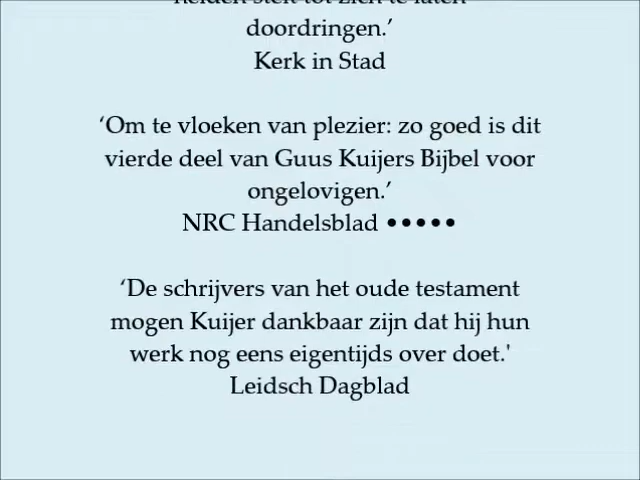 doordringen.’
Kerk in Stad
‘Om te vloeken van plezier: zo goed is dit
vierde deel van Guus Kuijers Bijbel voor
ongelovigen.’
NRC Handelsblad •••••
‘De schrijvers van het oude testament
mogen Kuijer dankbaar zijn dat hij hun
werk nog eens eigentijds over doet.'
Leidsch Dagblad